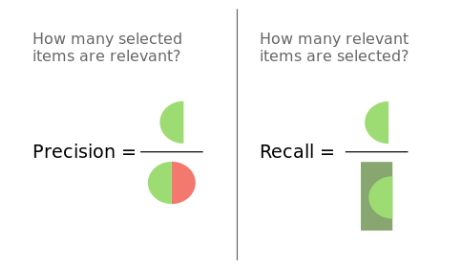 How many selected
items are relevant?
Precision =
How many relevant
items are selected?
Recall =